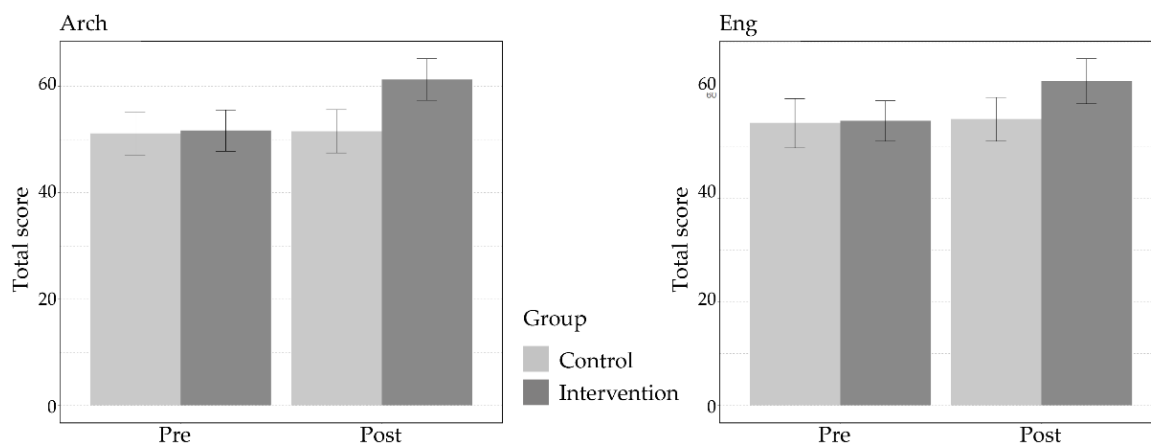 Arch
60
40
20
0
Total score
Pre
Post
Group
Control
Intervention
Eng
60
60
40
20
0
Total score
Pre
Post